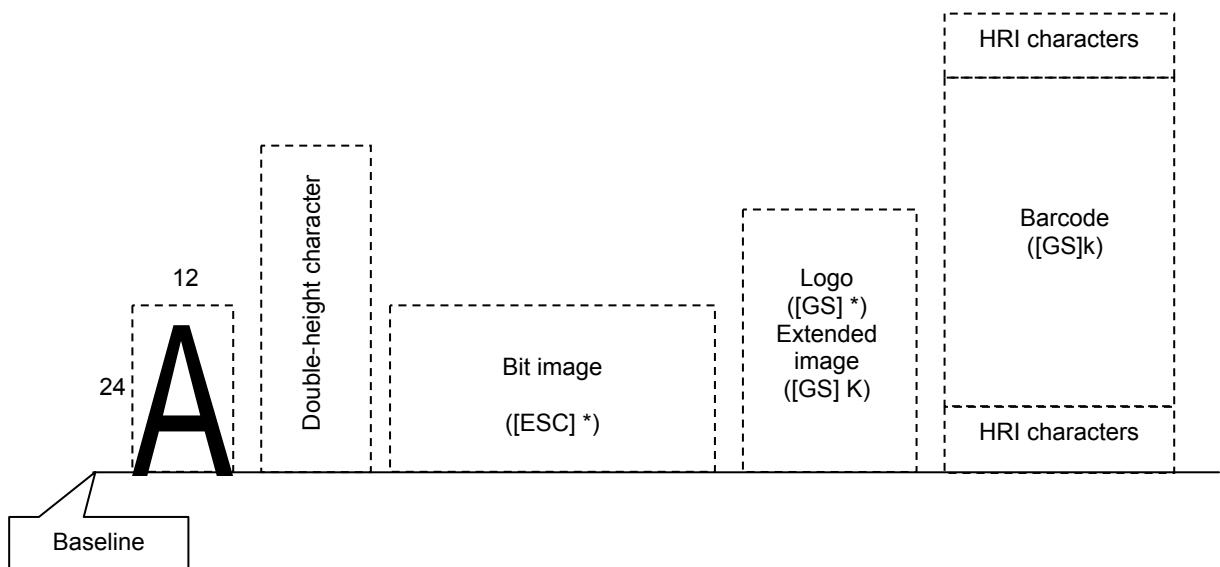 12
24
A
Double-height character
Bit image
([ESC] *)
Logo
([GS] *)
Extended
image
([GS] K)
HRI characters
Barcode
([GS]k)
HRI characters
Baseline